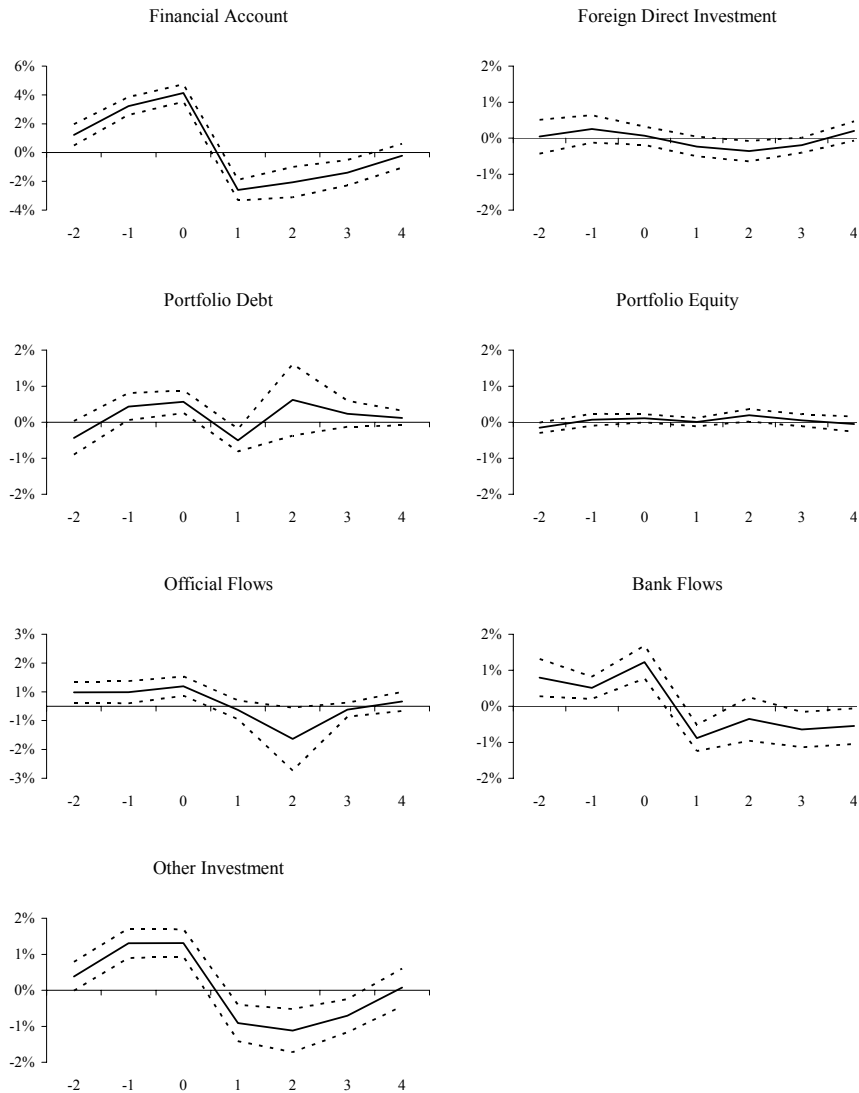 Financial Account
6%
4%
2%
0%
-2%
-4%
-2 -1 0 1 2 3 4
Foreign Direct Investment
2%
1%
0%
-1%
-2%
-2 -1 0 1 2 3 4
Portfolio Debt
2%
1%
0%
-1%
-2%
-2 -1 0 1 2 3 4
Portfolio Equity
2%
1%
0%
-1%
-2%
-2 -1 0 1 2 3 4
Official Flows
3%
2%
1%
-1%
-2%
-3%
-2 -1 0 1 2 3 4
Bank Flows
2%
1%
0%
-1%
-2%
-2 -1 0 1 2 3 4
Other Investment
2%
1%
0%
-1%
-2%
-2 -1 0 1 2 3 4